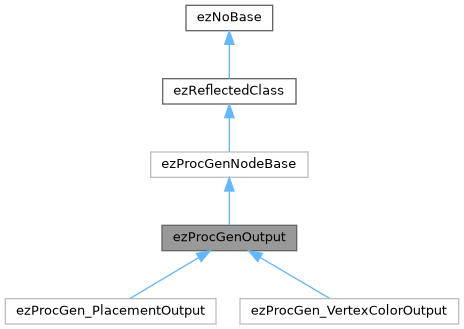 ezNoBase
ezReflectedClass
ezProcGenNodeBase
ezProcGenOutput
ezProcGen_PlacementOutput
ezProcGen_VertexColorOutput